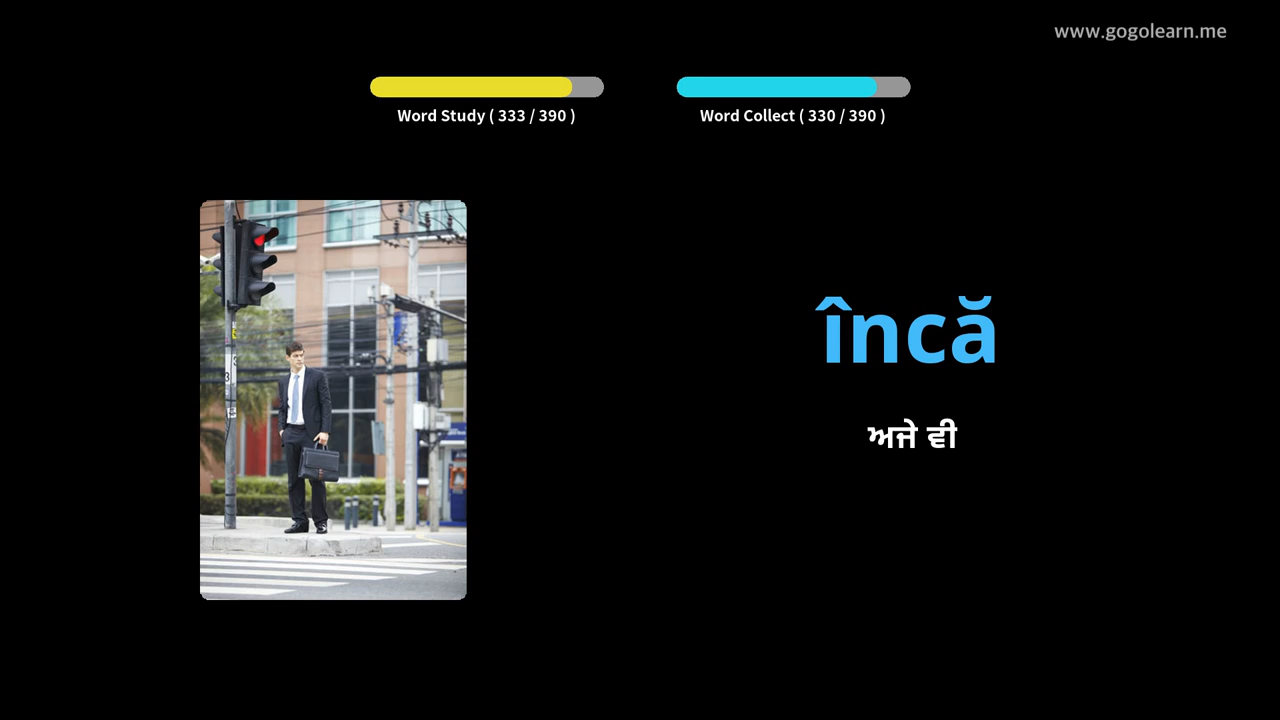 www.gogolearn.me
Word Study ( 333 / 390 )
Word Collect ( 330 / 390 )
încă
ਅਜੇ ਵੀ